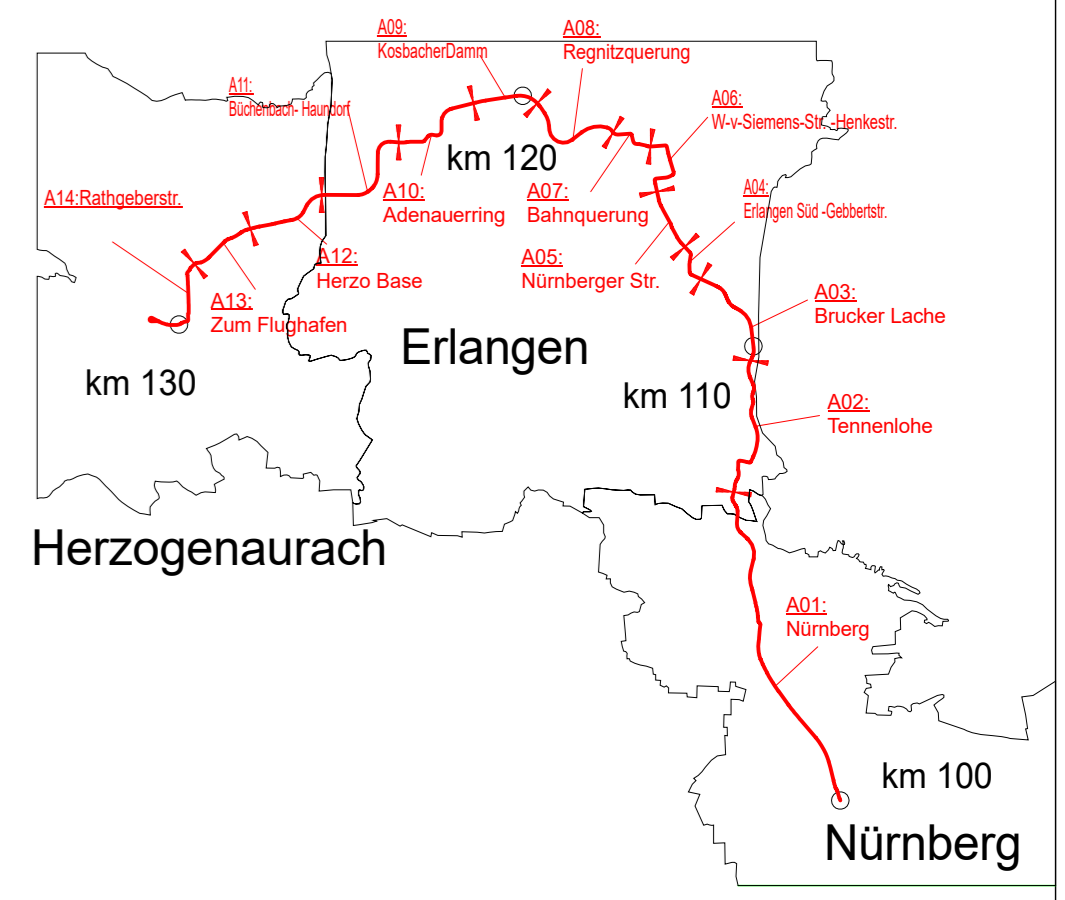 A09:
KosbacherDamm
A08:
Regnitzquerung
A11:
Büchenbach- Haundorf
A06:
W-v-Siemens-Str. -Henkestr.
km 120
A14:Rathgeberstr.
A10:
Adenauerring
A07:
Bahnquerung
A04:
Erlangen Süd -Gebbertstr.
A12:
Herzo Base
A05:
Nürnberger Str.
A13:
Zum Flughafen
A03:
Brucker Lache
Erlangen
km 130
km 110
A02:
Tennenlohe
Herzogenaurach
A01:
Nürnberg
km 100
Nürnberg